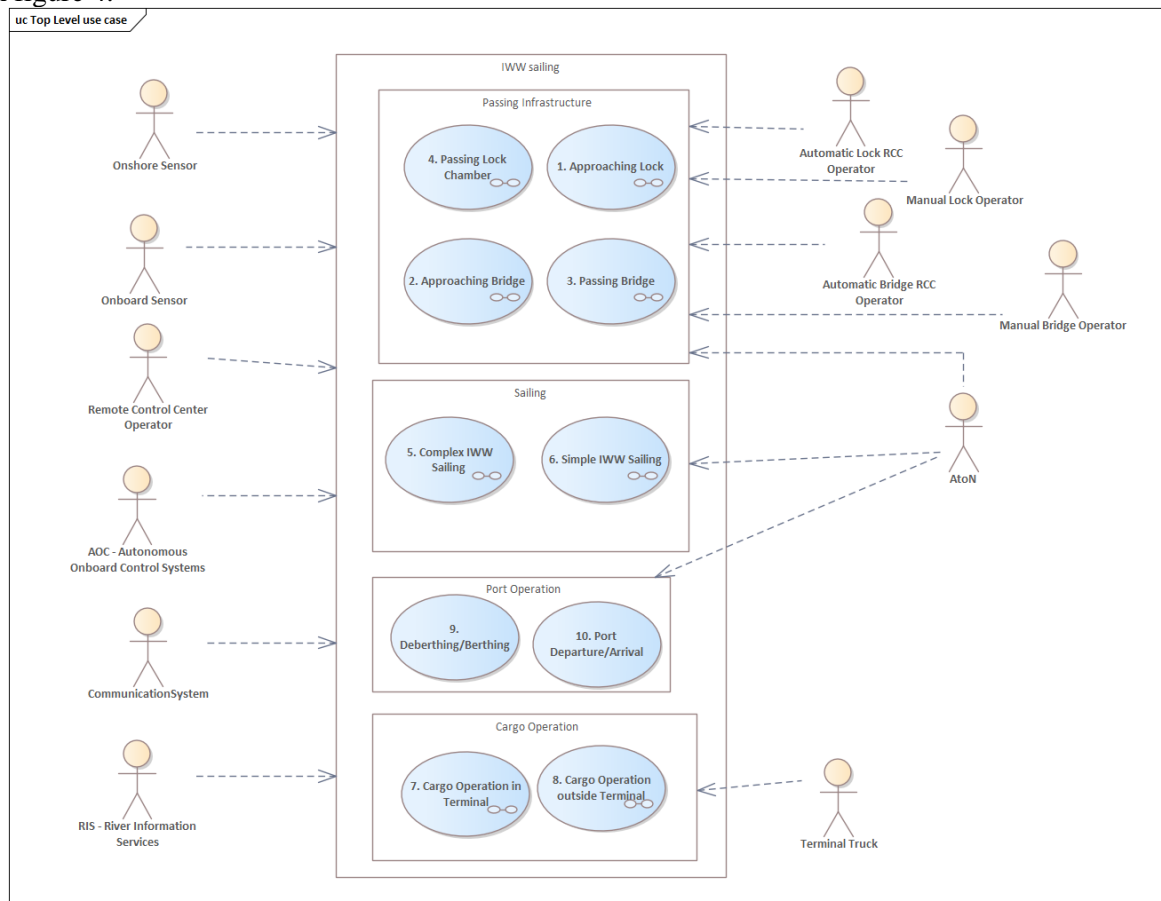 uc Top Level use case
IWW sailing
Passing Infrastructure
4. Passing Lock
Chamber
1. Approaching Lock
2. Approaching Bridge
3. Passing Bridge
Sailing
5. Complex IWW
Sailing
6. Simple IWW Sailing
Port Operation
9.
Deberthing/Berthing
10. Port
Departure/Arrival
Cargo Operation
7. Cargo Operation in
Terminal
8. Cargo Operation
outside Terminal
Onshore Sensor
Onboard Sensor
Remote Control Center
Operator
AOC - Autonomous
Onboard Control Systems
CommunicationSystem
RIS - River Information
Services
Automatic Lock RCC
Operator
Manual Lock Operator
Automatic Bridge RCC
Operator
Manual Bridge Operator
AtoN
Terminal Truck